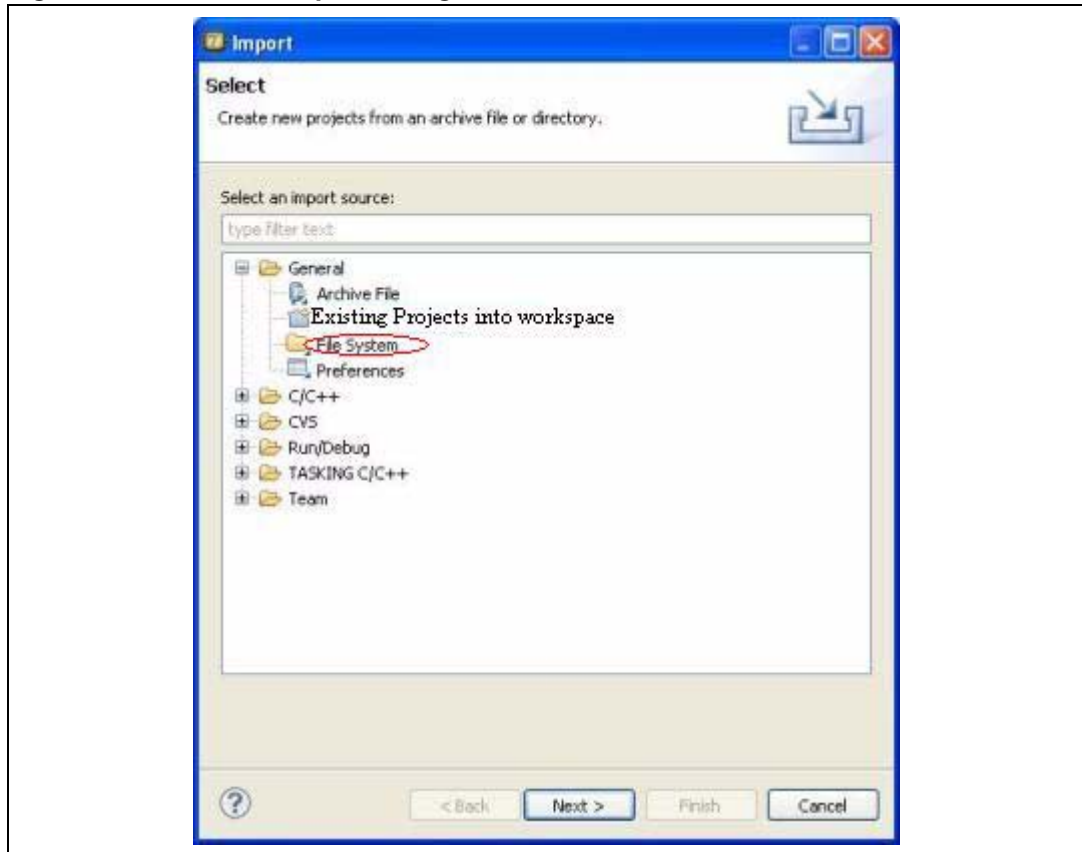 Import
Select
Create new projects from an archive file or directory.
Select an import source:
type filter text
General
Archive File
Existing Projects into workspace
File System
Preferences
C/C++
CVS
Run/Debug
TASKING C/C++
Team
?
< Back
Next >
Finish
Cancel